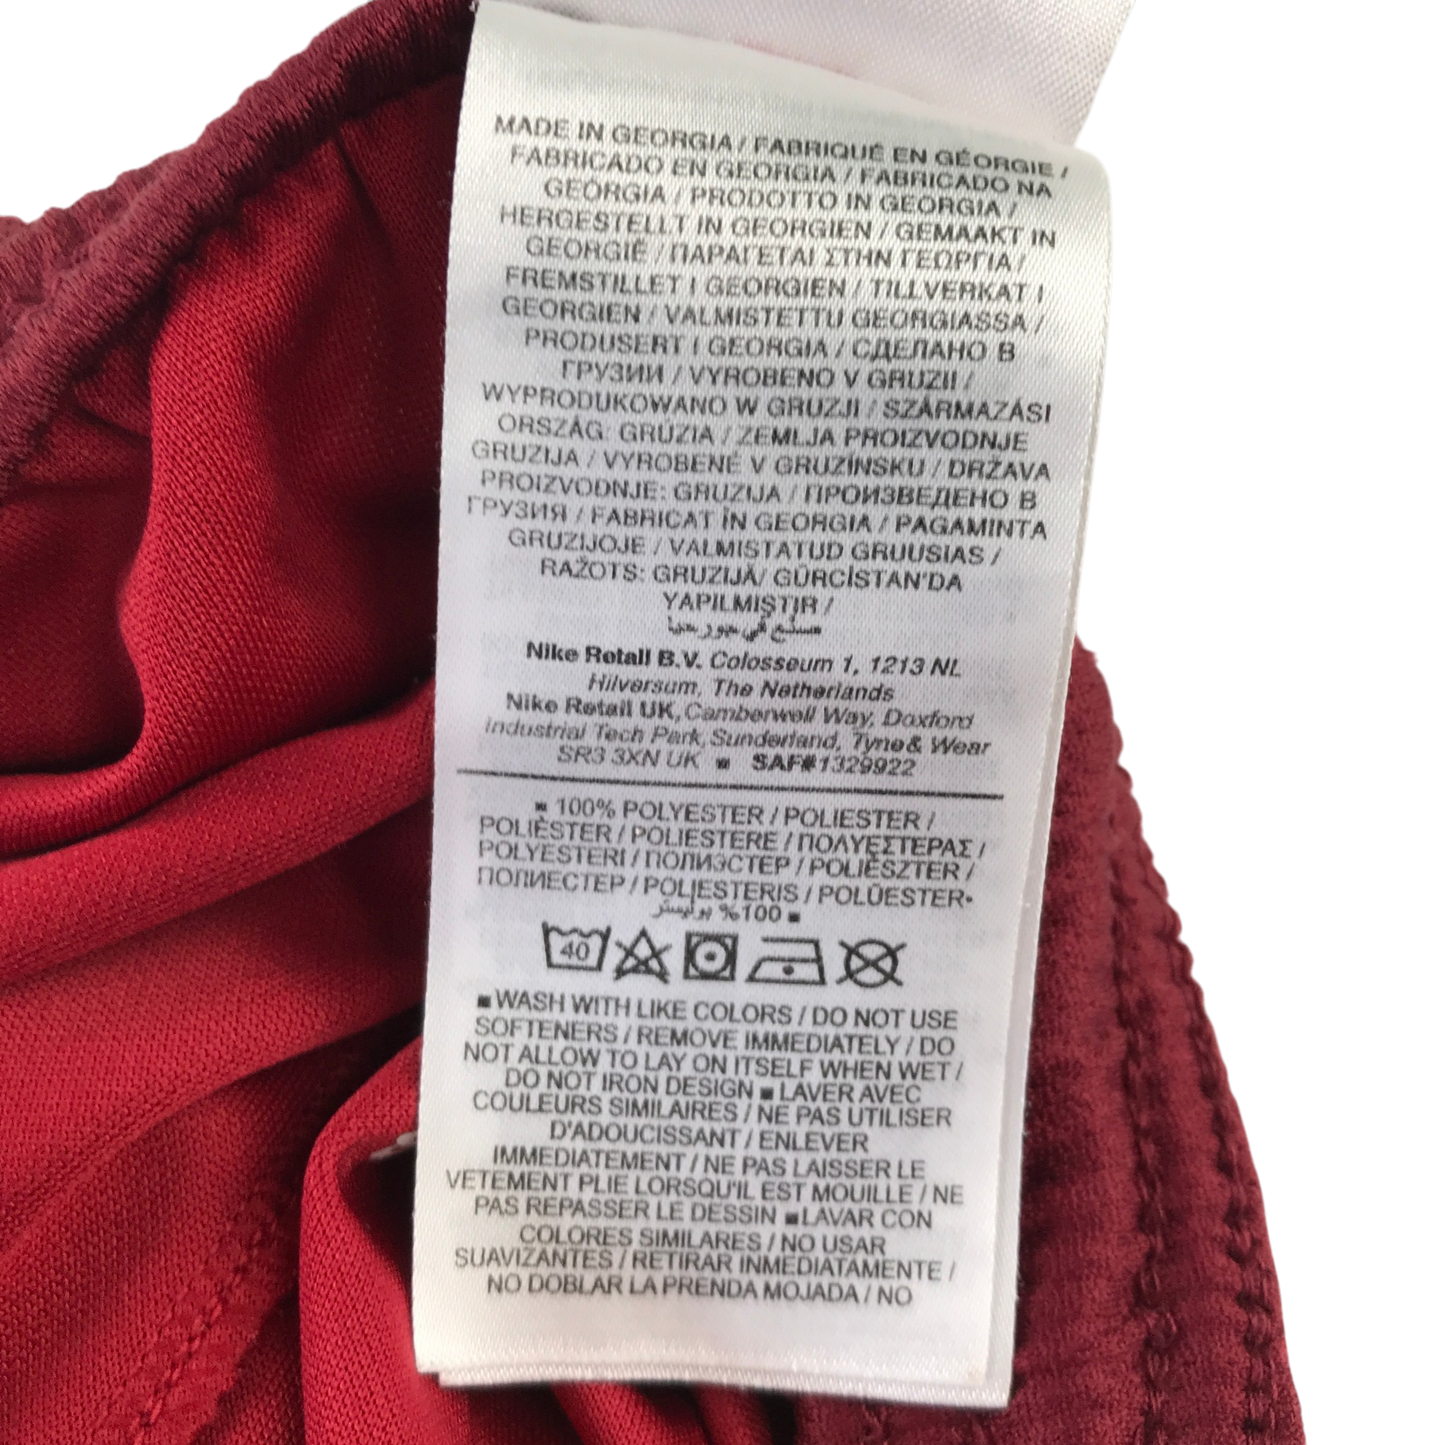 MADE IN GEORGIA / FABRIQUÉ EN GÉORGIE /
FABRICADO EN GEORGIA / FABRICADO NA
GEÓRGIA / PRODOTTO IN GEORGIA /
HERGESTELLT IN GEORGIEN / GEMAAKT IN
GEORGIË / ΠΑΡΑΓΕΤΑΙ ΣΤΗΝ ΓΕΩΡΓΙΑ /
FREMSTILLET I GEORGIEN / TILLVERKAT I
GEORGIEN / VALMISTETTU GEORGIASSA /
PRODUSERT I GEORGIA / СДЕЛАНО В
ГРУЗИИ / VYROBENO V GRUZII /
WYPRODUKOWANO W GRUZJI / SZÁRMAZÁSI
ORSZÁG: GRÚZIA / ZEMLJA PROIZVODNJE
GRUZIJA / VYROBENÉ V GRUZÍNSKU / DRŽAVA
PROIZVODNJE: GRUZIJA / ПРОИЗВЕДЕНО В
ГРУЗИЯ / FABRICAT ÎN GEORGIA / PAGAMINTA
GRUZIJOJE / VALMISTATUD GRUUSIAS /
RAŽOTS: GRUZIJĀ/ GÜRCİSTAN'DA
YAPILMIŞTIR /
صنع في جورجيا
Nike Retail B.V. Colosseum 1, 1213 NL
Hilversum, The Netherlands
Nike Retail UK, Camberwell Way, Doxford
Industrial Tech Park, Sunderland, Tyne & Wear
SR3 3XN UK ■ SAF#1329922
■ 100% POLYESTER / POLIESTER /
POLIÉSTER / POLIESTERE / ΠΟΛΥΕΣΤΕΡΑΣ /
POLYESTERI / ПОЛИЭСТЕР / POLIÉSZTER /
ПОЛИЕСТЕР / POLIESTERIS / POLÜESTER•
■ 100% بوليستر
40
■ WASH WITH LIKE COLORS / DO NOT USE
SOFTENERS / REMOVE IMMEDIATELY / DO
NOT ALLOW TO LAY ON ITSELF WHEN WET /
DO NOT IRON DESIGN ■ LAVER AVEC
COULEURS SIMILAIRES / NE PAS UTILISER
D'ADOUCISSANT / ENLEVER
IMMEDIATEMENT / NE PAS LAISSER LE
VETEMENT PLIE LORSQU'IL EST MOUILLE / NE
PAS REPASSER LE DESSIN ■ LAVAR CON
COLORES SIMILARES / NO USAR
SUAVIZANTES / RETIRAR INMEDIATAMENTE /
NO DOBLAR LA PRENDA MOJADA / NO